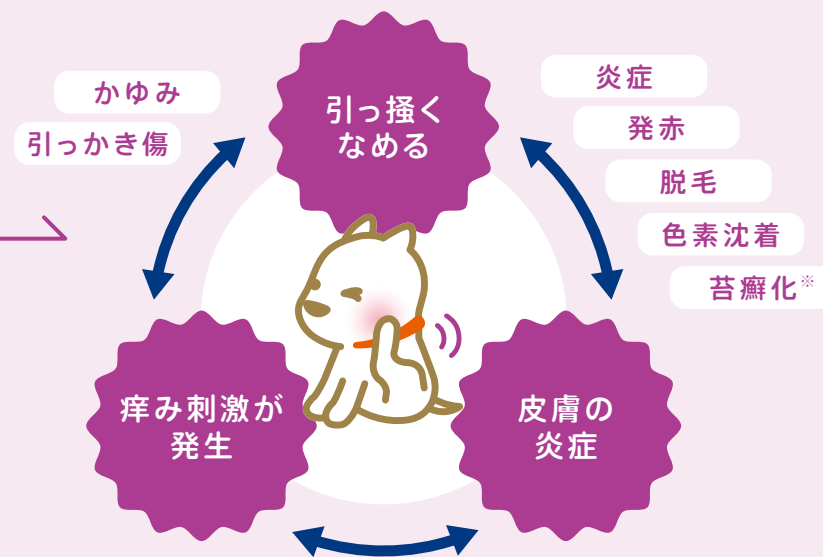 かゆみ
引っかき傷
引っ掻く
なめる
炎症
発赤
脱毛
色素沈着
苔癬化※
痒み刺激が
発生
皮膚の
炎症